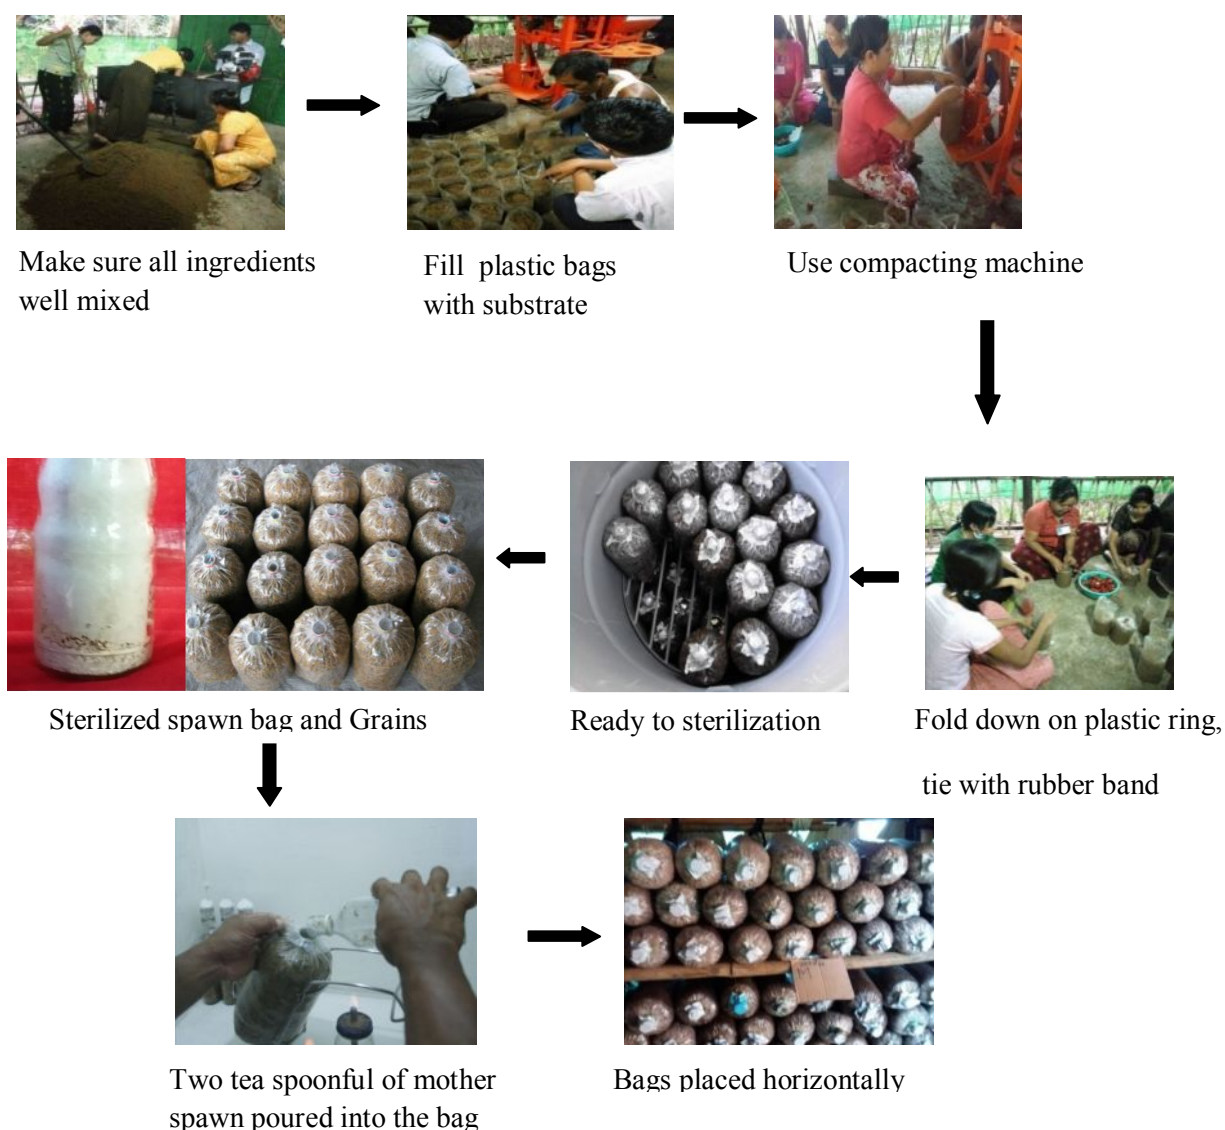 Make sure all ingredients
well mixed
Fill plastic bags
with substrate
Use compacting machine
Sterilized spawn bag and Grains
Ready to sterilization
Fold down on plastic ring,
tie with rubber band
Two tea spoonful of mother
spawn poured into the bag
Bags placed horizontally